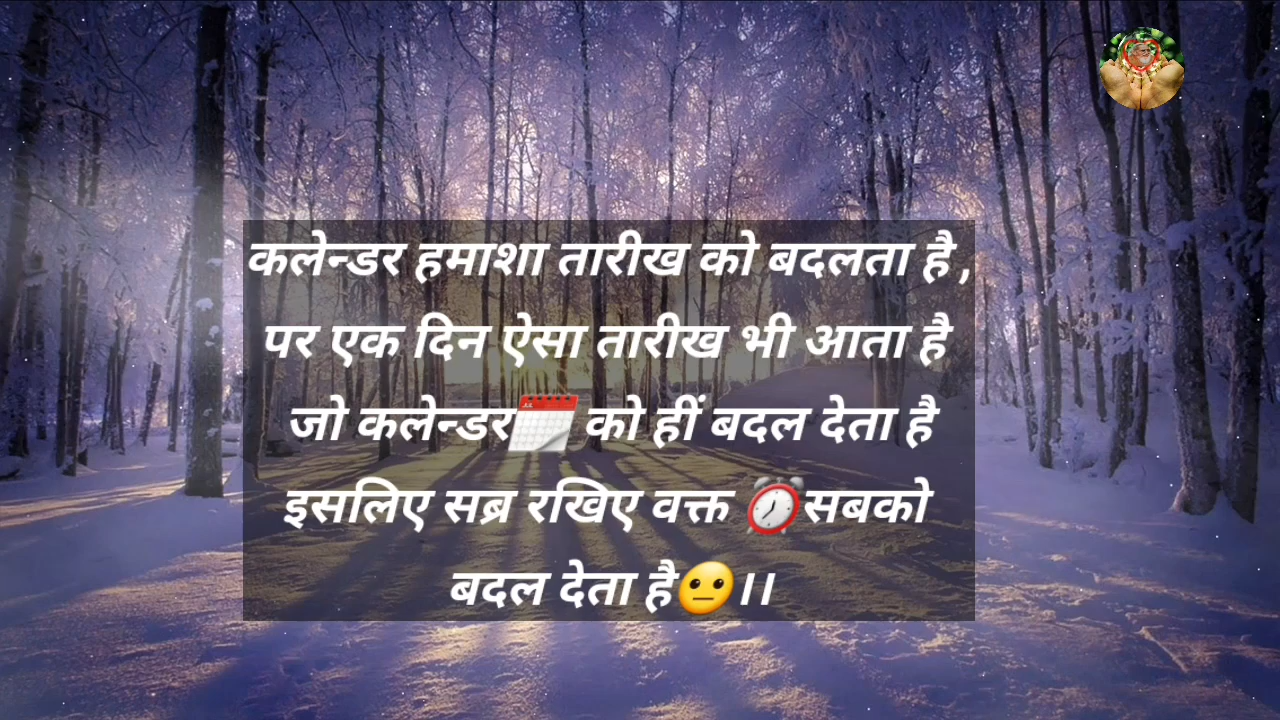 कलेन्डर हमाशा तारीख को बदलता है ,
पर एक दिन ऐसा तारीख भी आता है
जो कलेन्डर🗓️ को हीं बदल देता है
इसलिए सब्र रखिए वक्त ⏰सबको
बदल देता है😐।।